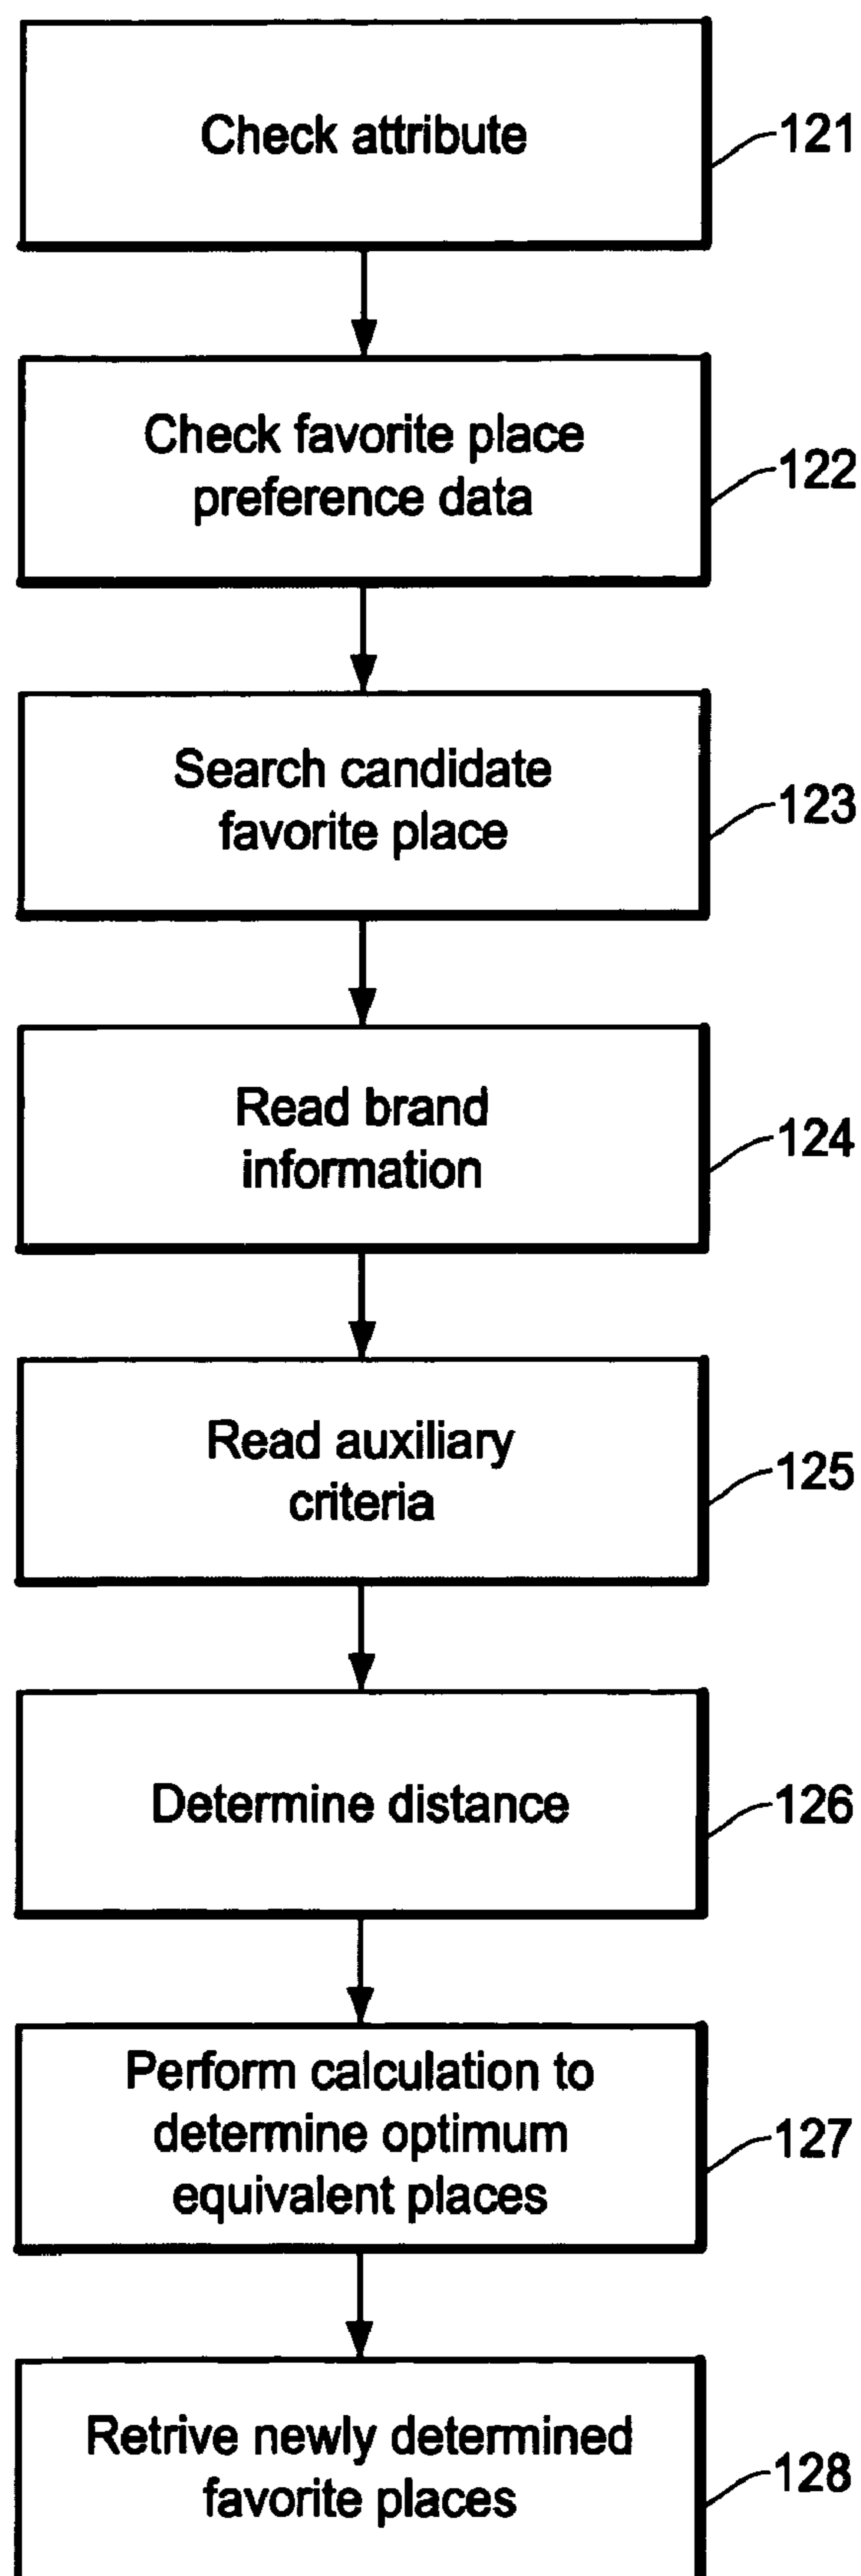 Check attribute
121
Check favorite place
preference data
122
Search candidate
favorite place
123
Read brand
information
124
Read auxiliary
criteria
125
Determine distance
126
Perform calculation to
determine optimum
equivalent places
127
Retrive newly determined
favorite places
128